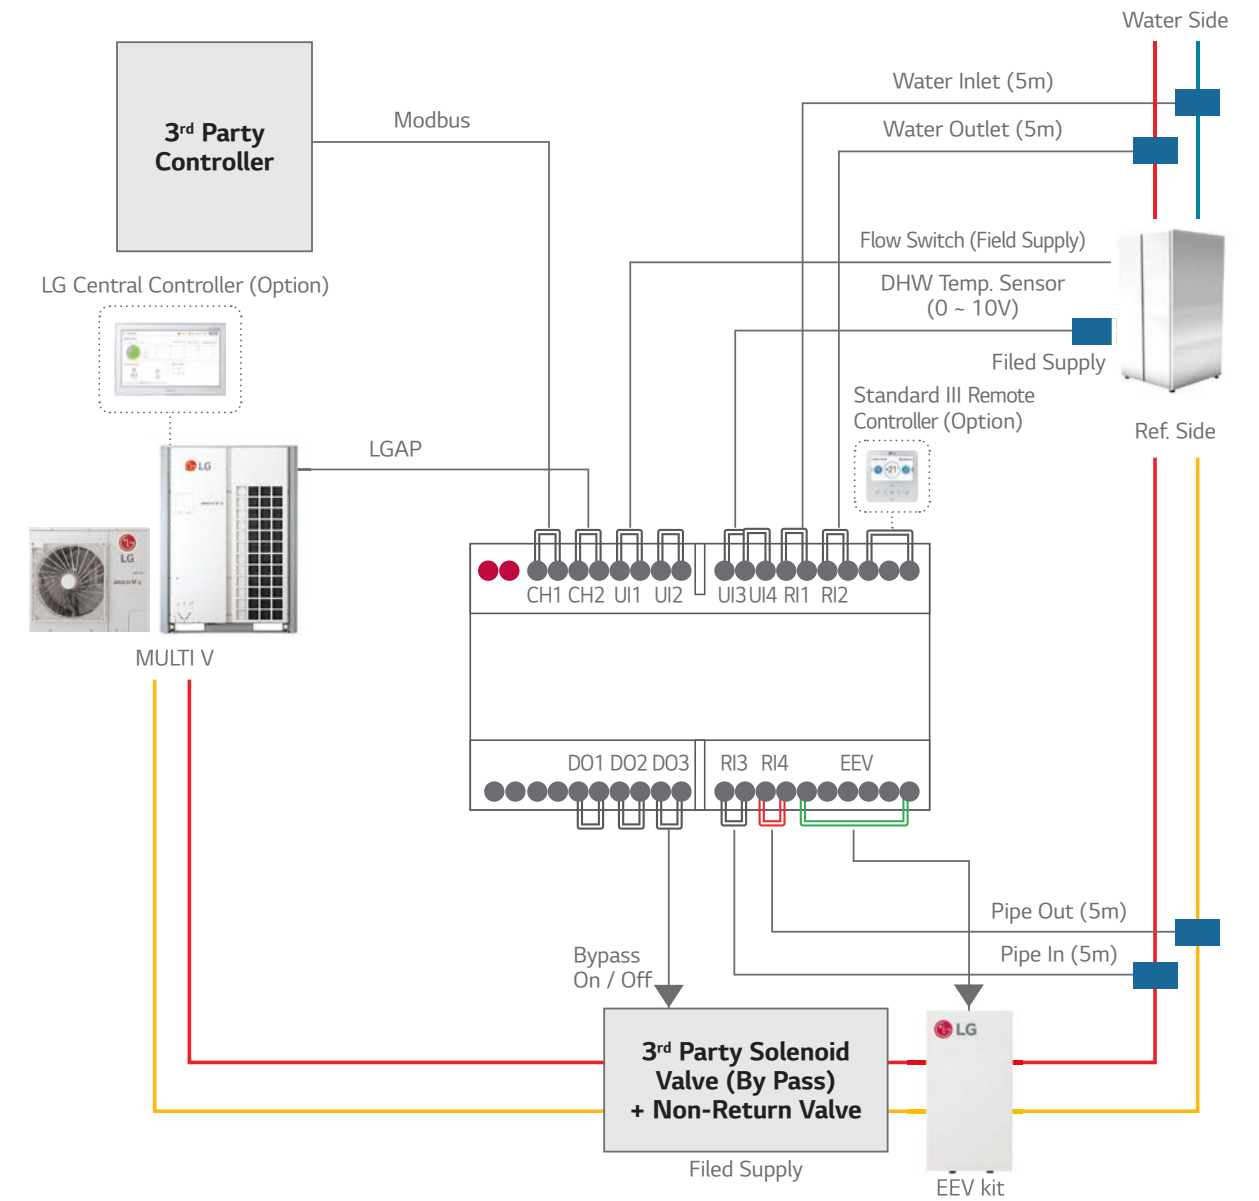 Water Side
Water Inlet (5m)
Modbus
Water Outlet (5m)
3rd Party
Controller
Flow Switch (Field Supply)
LG Central Controller (Option)
DHW Temp. Sensor
(0 ~ 10V)
Filed Supply
Standard III Remote
Controller (Option)
Ref. Side
LGAP
LG
LG
CH1 CH2 UI1 UI2 UI3 UI4 RI1 RI2
MULTI V
DO1 DO2 DO3 RI3 RI4 EEV
Pipe Out (5m)
Bypass
On / Off
Pipe In (5m)
LG
3rd Party Solenoid
Valve (By Pass)
+ Non-Return Valve
Filed Supply
EEV kit